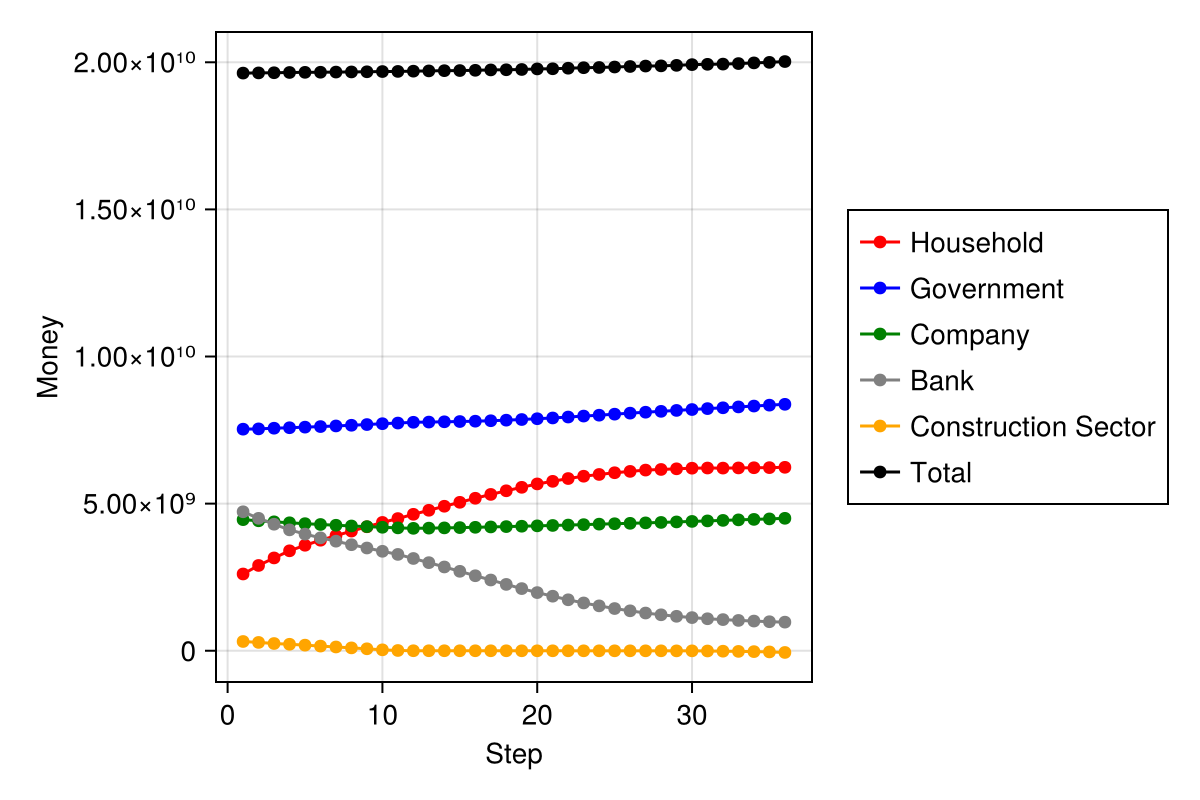 2.00×10¹⁰
1.50×10¹⁰
1.00×10¹⁰
5.00×10⁹
0
Money
0 10 20 30
Step
Household
Government
Company
Bank
Construction Sector
Total